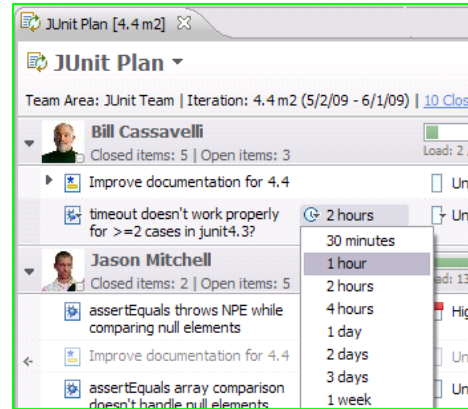 JUnit Plan [4.4 m2]
JUnit Plan
Team Area: JUnit Team | Iteration: 4.4 m2 (5/2/09 - 6/1/09) | 10 Clos
Bill Cassavelli
Closed items: 5 | Open items: 3
Load: 2
Improve documentation for 4.4
Un
timeout doesn't work properly
for >=2 cases in junit4.3?
2 hours
Un
30 minutes
1 hour
2 hours
4 hours
1 day
2 days
3 days
1 week
Jason Mitchell
Closed items: 2 | Open items: 5
ad: 13
assertEquals throws NPE while
comparing null elements
Hig
Improve documentation for 4.4
Un
assertEquals array comparison
doesn't handle null elements
Un